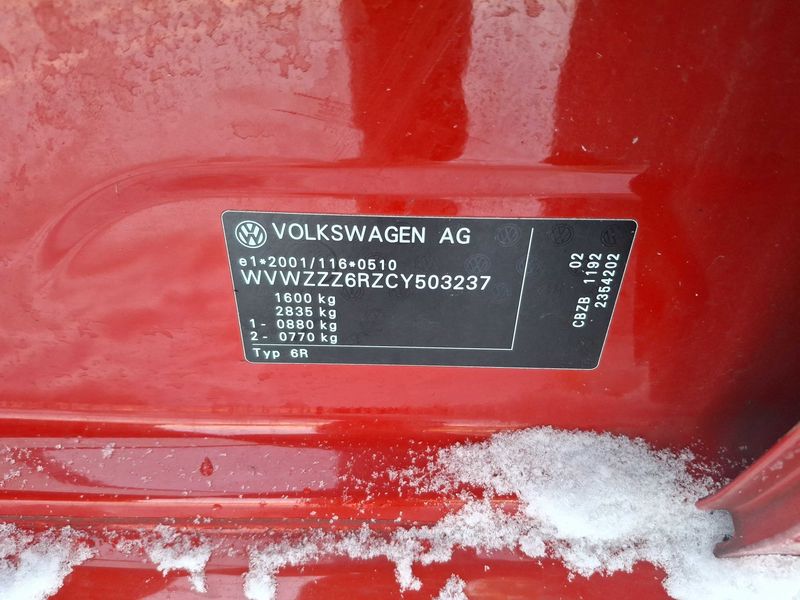 VOLKSWAGEN AG
e1*2001/116*0510
WVWZZZ6RZCY503237
1600 kg
2835 kg
1- 0880 kg
2- 0770 kg
Typ 6R
02
CBZB 1192
2354202